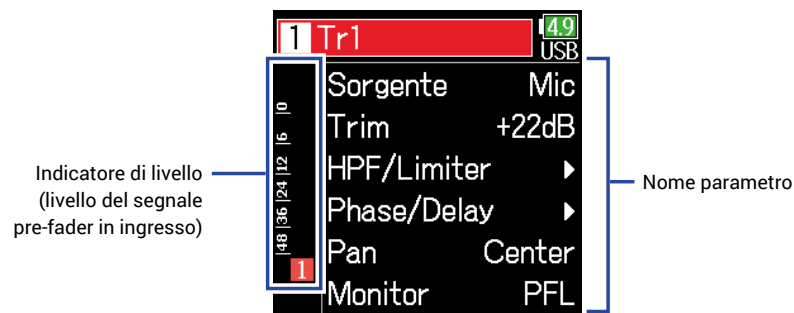 1 Tr1 4.9
USB
Sorgente Mic
Trim +22dB
HPF/Limiter
Phase/Delay
Pan Center
Monitor PFL
0
6
12
24
36
48
1
Indicatore di livello
(livello del segnale
pre-fader in ingresso)
Nome parametro